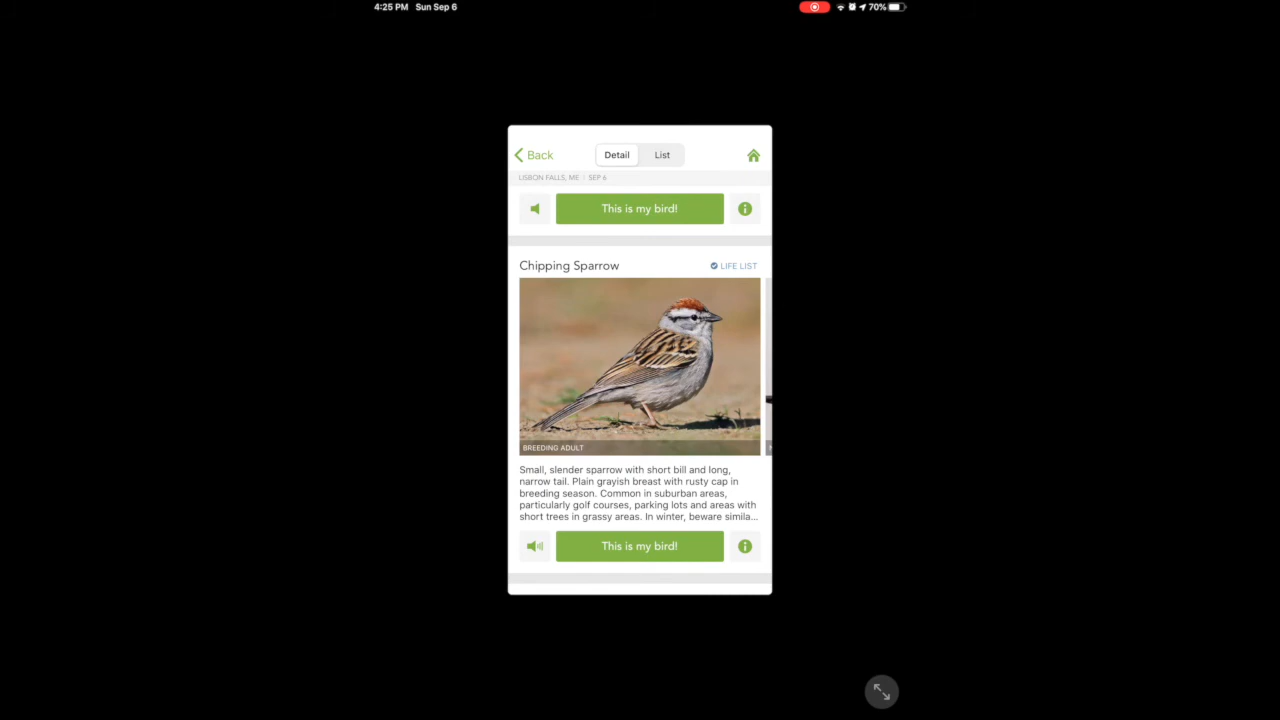 4:25 PM Sun Sep 6
70%
Back
Detail
List
LISBON FALLS, ME | SEP 6
This is my bird!
Chipping Sparrow
LIFE LIST
BREEDING ADULT
Small, slender sparrow with short bill and long,
narrow tail. Plain grayish breast with rusty cap in
breeding season. Common in suburban areas,
particularly golf courses, parking lots and areas with
short trees in grassy areas. In winter, beware simila...
This is my bird!